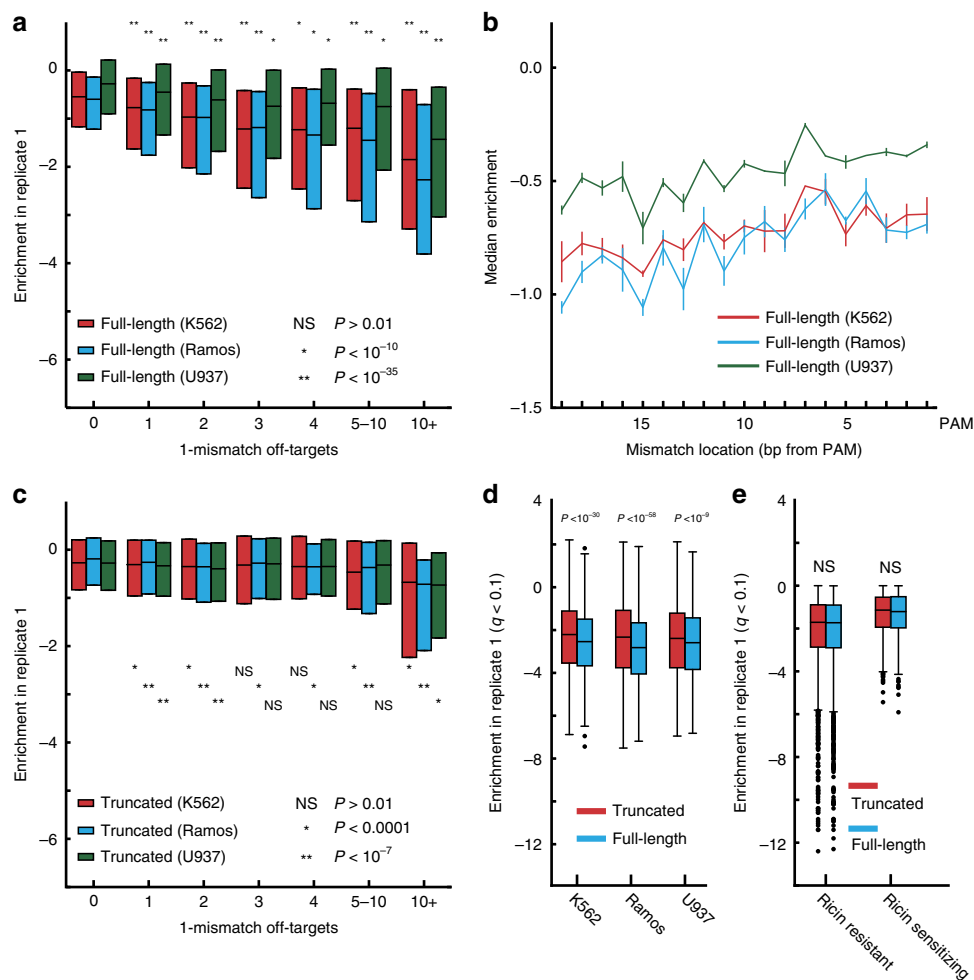 a
** ** ** ** ** ** ** ** ** * * * * ** ** * ** ** **
0
−2
−4
−6
Enrichment in replicate 1
Full-length (K562)
Full-length (Ramos)
Full-length (U937)
NS P > 0.01
* P < 10−10
** P < 10−35
0 1 2 3 4 5–10 10+
1-mismatch off-targets
b
0.0
−0.5
−1.0
−1.5
Median enrichment
Full-length (K562)
Full-length (Ramos)
Full-length (U937)
15 10 5 PAM
Mismatch location (bp from PAM)
c
0
−2
−4
−6
Enrichment in replicate 1
* ** ** * ** ** NS * NS NS * NS * ** NS * ** *
Truncated (K562)
Truncated (Ramos)
Truncated (U937)
NS P > 0.01
* P < 0.0001
** P < 10−7
0 1 2 3 4 5–10 10+
1-mismatch off-targets
d
4
0
−4
−8
−12
Enrichment in replicate 1 (q < 0.1)
P <10−30 P <10−58 P <10−9
Truncated
Full-length
K562
Ramos
U937
e
4
0
−4
−8
−12
Enrichment in replicate 1 (q < 0.1)
NS NS
Truncated
Full-length
Ricin resistant
Ricin sensitizing